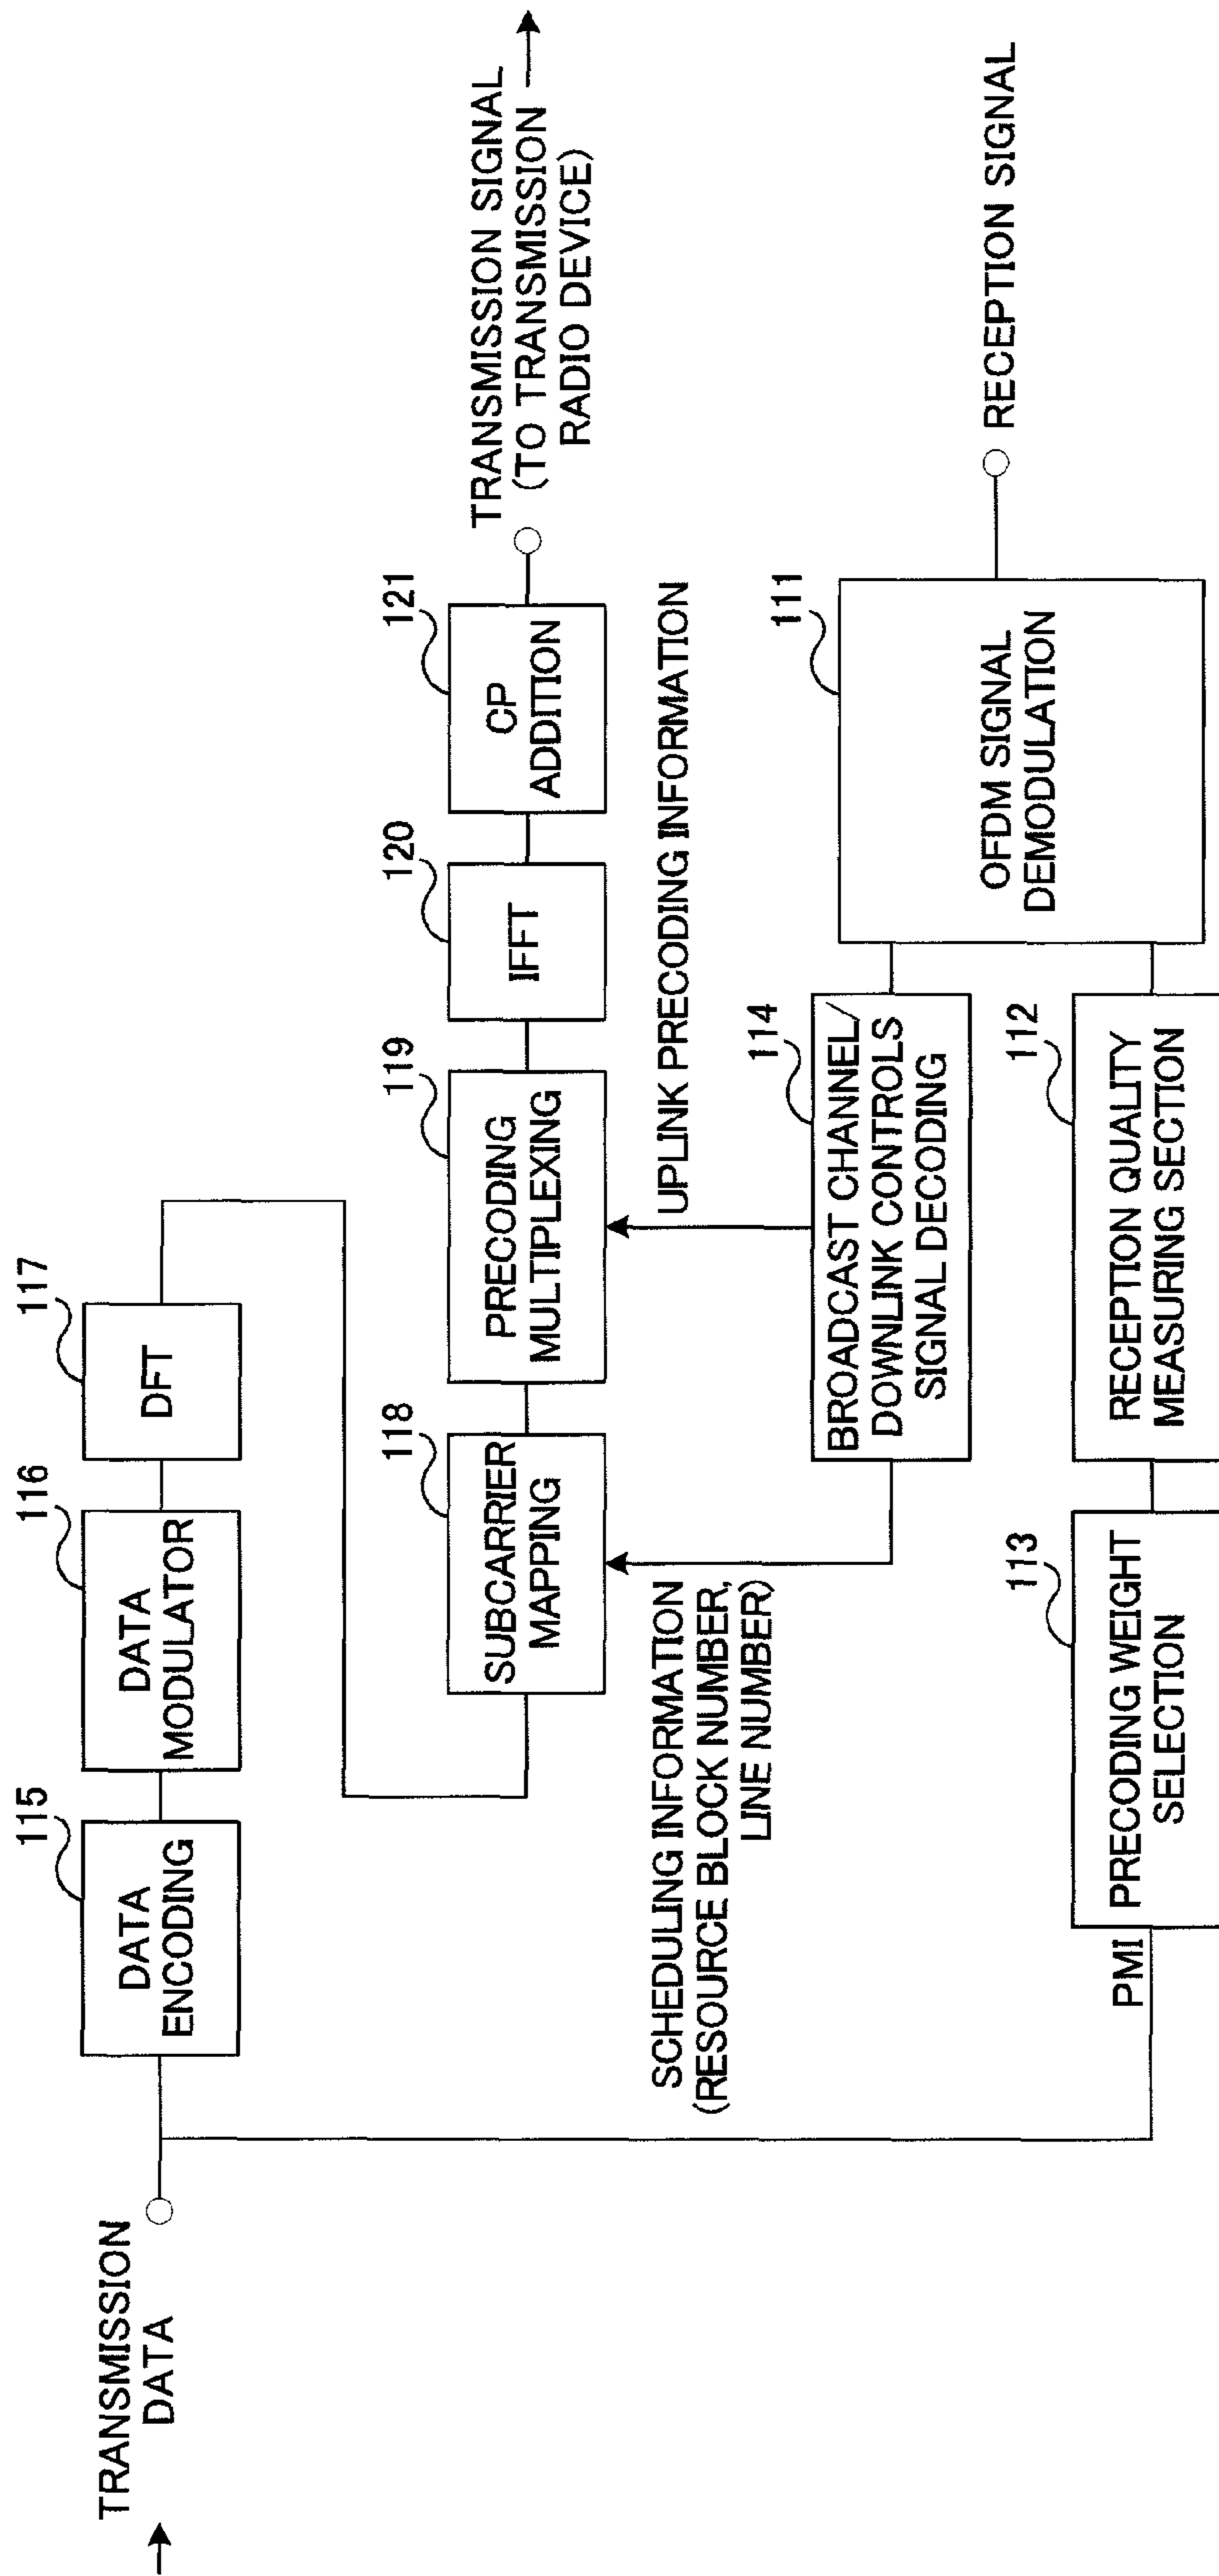 TRANSMISSION
DATA
115
DATA
ENCODING
116
DATA
MODULATOR
117
DFT
118
SUBCARRIER
MAPPING
119
PRECODING
MULTIPLEXING
120
IFFT
121
CP
ADDITION
TRANSMISSION SIGNAL
(TO TRANSMISSION
RADIO DEVICE)
SCHEDULING INFORMATION
(RESOURCE BLOCK NUMBER,
LINE NUMBER)
UPLINK PRECODING INFORMATION
114
BROADCAST CHANNEL/
DOWNLINK CONTROLS
SIGNAL DECODING
111
OFDM SIGNAL
DEMODULATION
RECEPTION SIGNAL
PMI
113
PRECODING WEIGHT
SELECTION
112
RECEPTION QUALITY
MEASURING SECTION